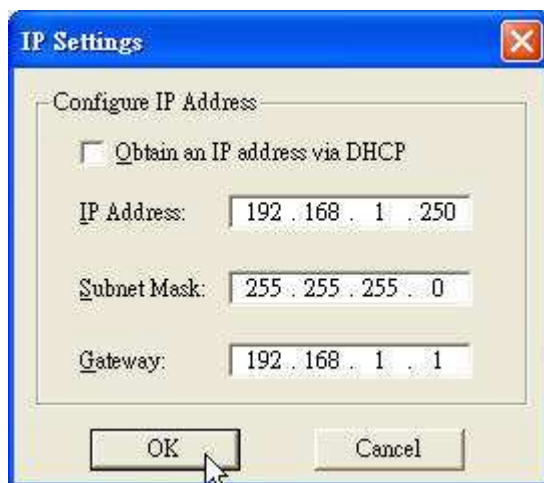 IP Settings
Configure IP Address
Obtain an IP address via DHCP
IP Address: 192 . 168 . 1 . 250
Subnet Mask: 255 . 255 . 255 . 0
Gateway: 192 . 168 . 1 . 1
OK Cancel